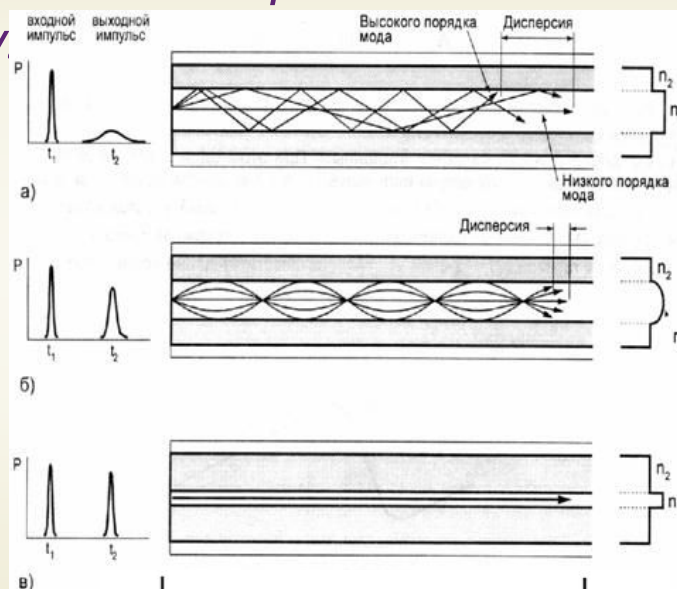 входной выходной
импульс импульс
Высокого порядка
мода
Дисперсия
P
t1
t2
n2
n
Низкого порядка
мода
а)
Дисперсия
P
t1
t2
n2
n
б)
P
t1
t2
n2
n
в)